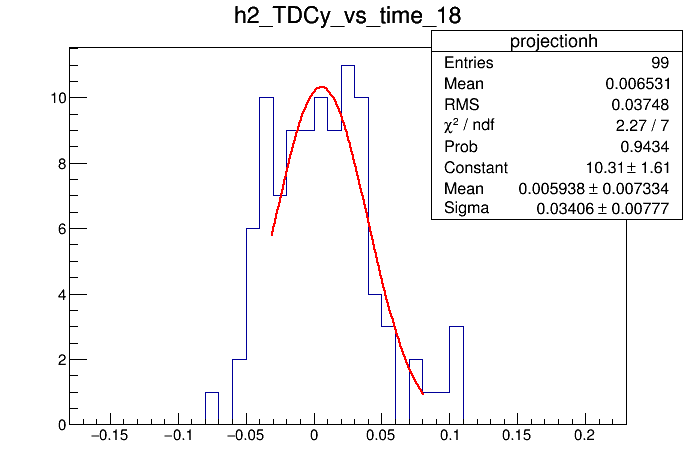 h2_TDCy_vs_time_18
projectionh
Entries 99
Mean 0.006531
RMS 0.03748
χ² / ndf 2.27 / 7
Prob 0.9434
Constant 10.31 ± 1.61
Mean 0.005938 ± 0.007334
Sigma 0.03406 ± 0.00777
10
8
6
4
2
0
−0.15 −0.1 −0.05 0 0.05 0.1 0.15 0.2